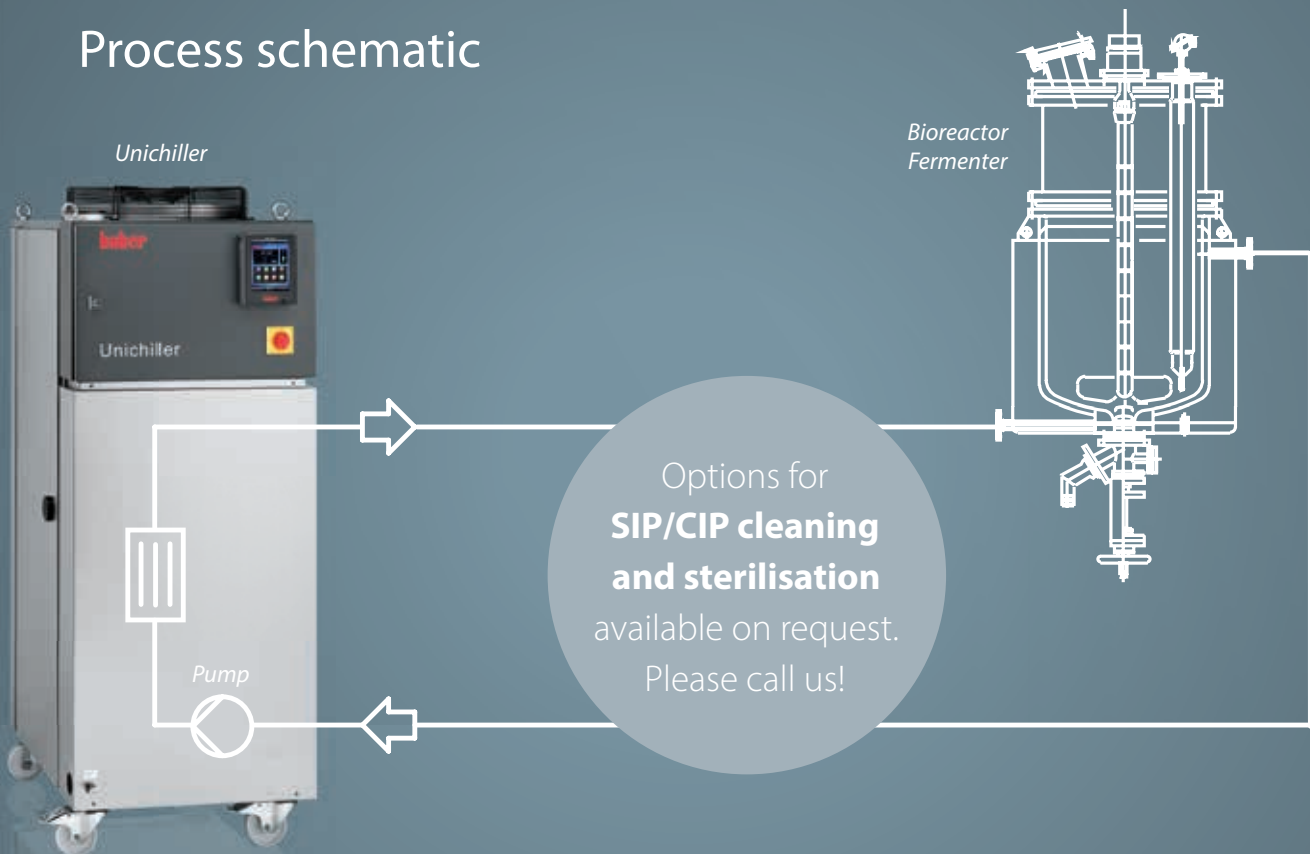 Process schematic
Unichiller
Bioreactor
Fermenter
huber
Unichiller
Options for
SIP/CIP cleaning
and sterilisation
available on request.
Please call us!
Pump